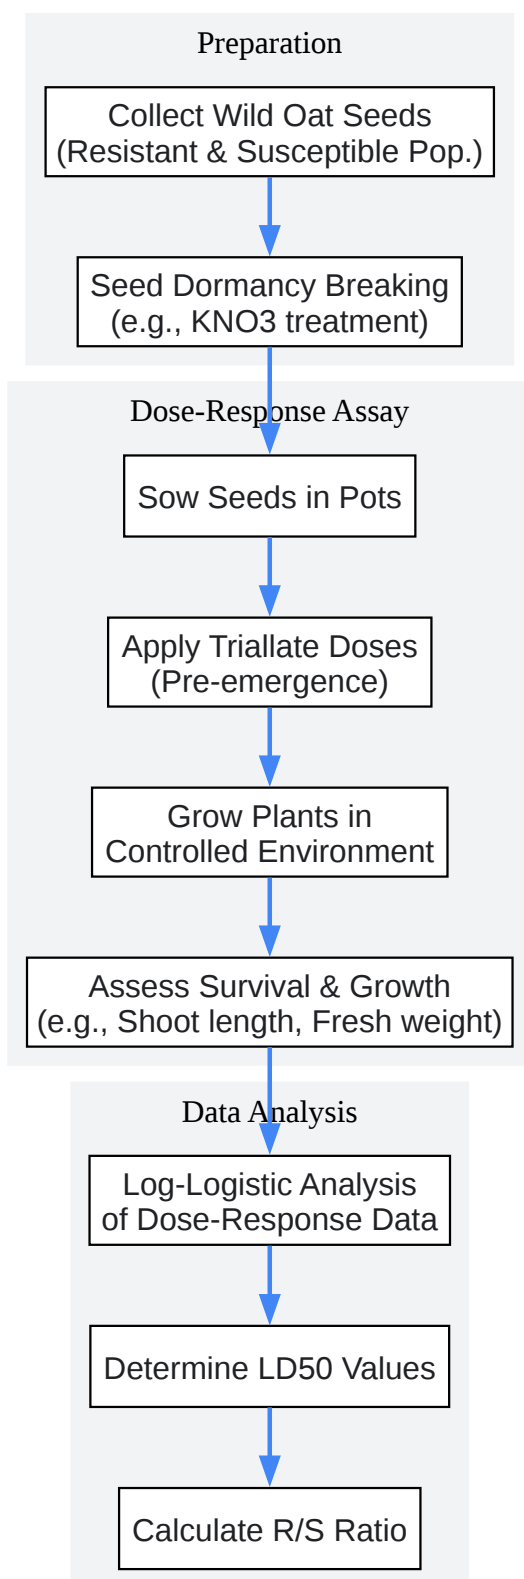 Preparation
Collect Wild Oat Seeds
(Resistant & Susceptible Pop.)
Seed Dormancy Breaking
(e.g., KNO3 treatment)
Dose-Response Assay
Sow Seeds in Pots
Apply Triallate Doses
(Pre-emergence)
Grow Plants in
Controlled Environment
Assess Survival & Growth
(e.g., Shoot length, Fresh weight)
Data Analysis
Log-Logistic Analysis
of Dose-Response Data
Determine LD50 Values
Calculate R/S Ratio